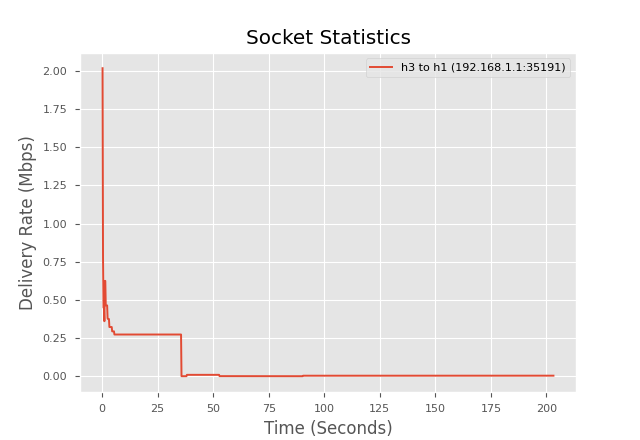 Socket Statistics
h3 to h1 (192.168.1.1:35191)
Delivery Rate (Mbps)
2.00
1.75
1.50
1.25
1.00
0.75
0.50
0.25
0.00
0 25 50 75 100 125 150 175 200
Time (Seconds)